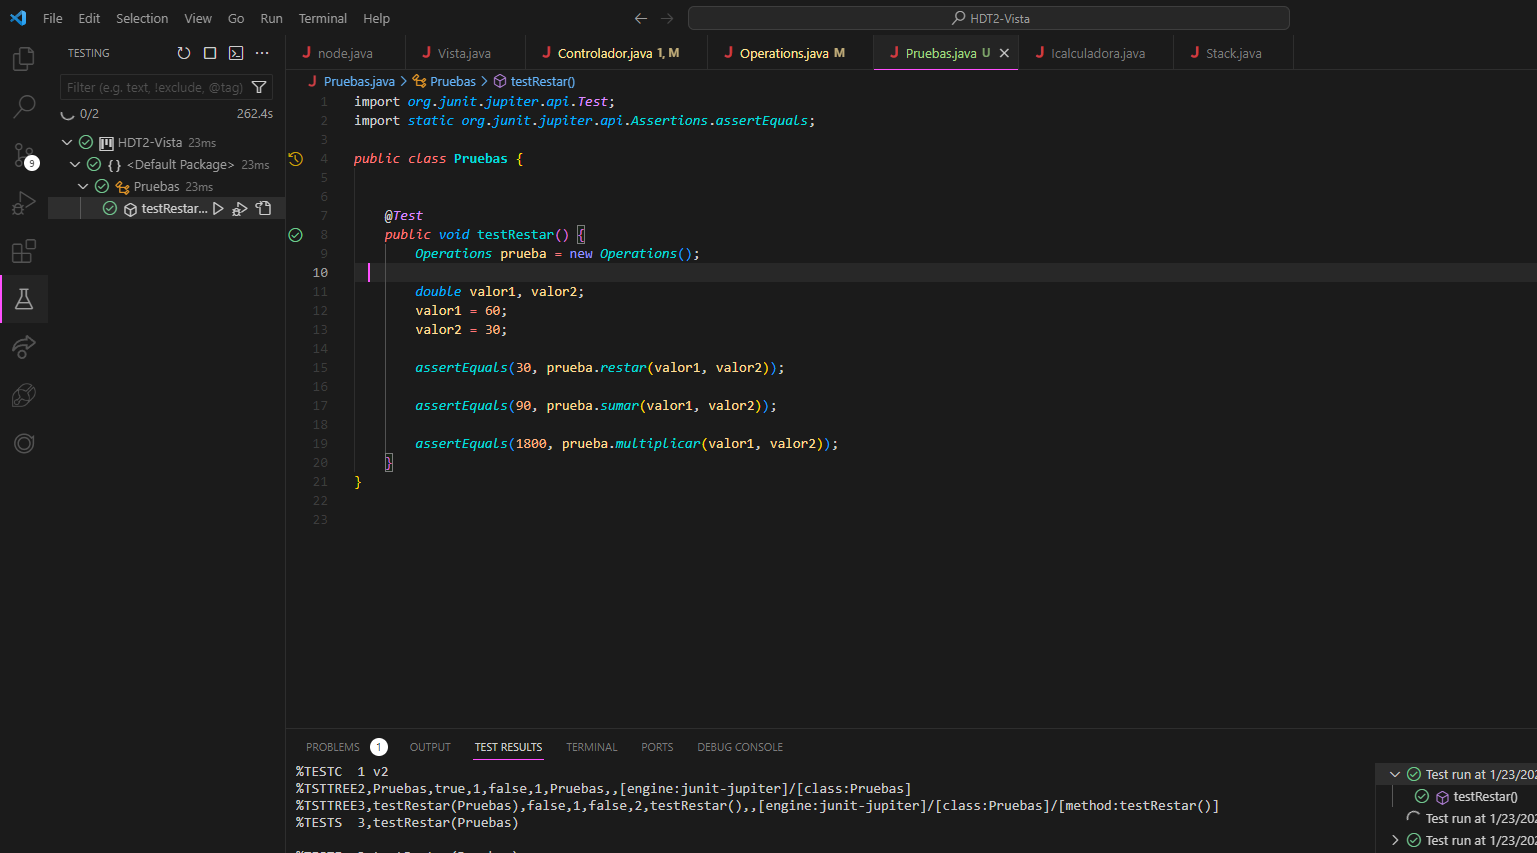 File Edit Selection View Go Run Terminal Help
HDT2-Vista
TESTING
node.java
Vista.java
Controlador.java 1, M
Operations.java M
Pruebas.java U
Icalculadora.java
Stack.java
Filter (e.g. text, !exclude, @tag)
0/2 262.4s
HDT2-Vista 23ms
{ } <Default Package> 23ms
Pruebas 23ms
testRestar...
9
Pruebas.java > Pruebas > testRestar()
1 import org.junit.jupiter.api.Test;
2 import static org.junit.jupiter.api.Assertions.assertEquals;
3
4 public class Pruebas {
5
6
7 @Test
8 public void testRestar() {
9 Operations prueba = new Operations();
10
11 double valor1, valor2;
12 valor1 = 60;
13 valor2 = 30;
14
15 assertEquals(30, prueba.restar(valor1, valor2));
16
17 assertEquals(90, prueba.sumar(valor1, valor2));
18
19 assertEquals(1800, prueba.multiplicar(valor1, valor2));
20 }
21 }
22
23
PROBLEMS 1 OUTPUT TEST RESULTS TERMINAL PORTS DEBUG CONSOLE
%TESTC 1 v2
%TSTTREE2,Pruebas,true,1,false,1,Pruebas,,[engine:junit-jupiter]/[class:Pruebas]
%TSTTREE3,testRestar(Pruebas),false,1,false,2,testRestar(),,[engine:junit-jupiter]/[class:Pruebas]/[method:testRestar()]
%TESTS 3,testRestar(Pruebas)
Test run at 1/23/202
testRestar()
Test run at 1/23/202
Test run at 1/23/202